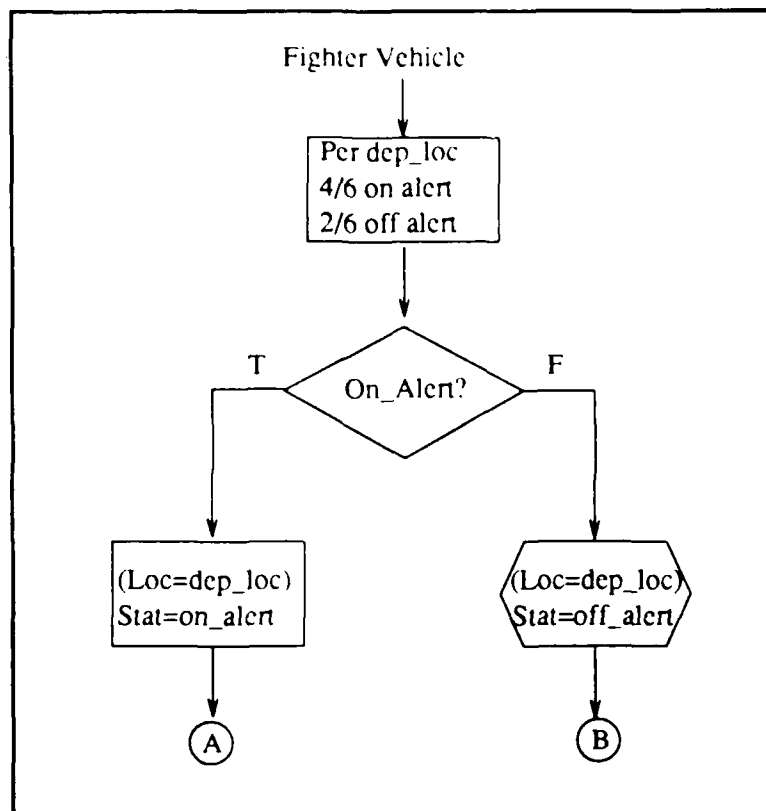 Fighter Vehicle
Per dep_loc
4/6 on alert
2/6 off alert
T
F
On_Alert?
(Loc=dep_loc)
Stat=on_alert
(Loc=dep_loc)
Stat=off_alert
A
B